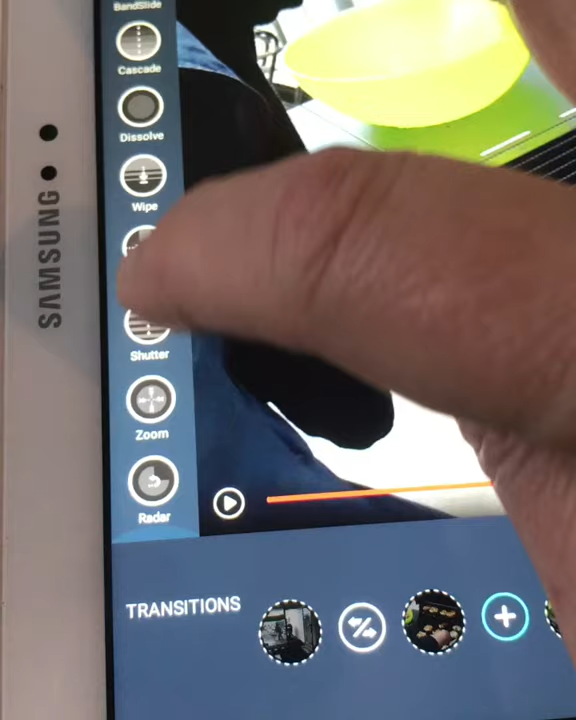 BandSlide
Cascade
Dissolve
Wipe
SAMSUNG
Shutter
Zoom
Radar
TRANSITIONS